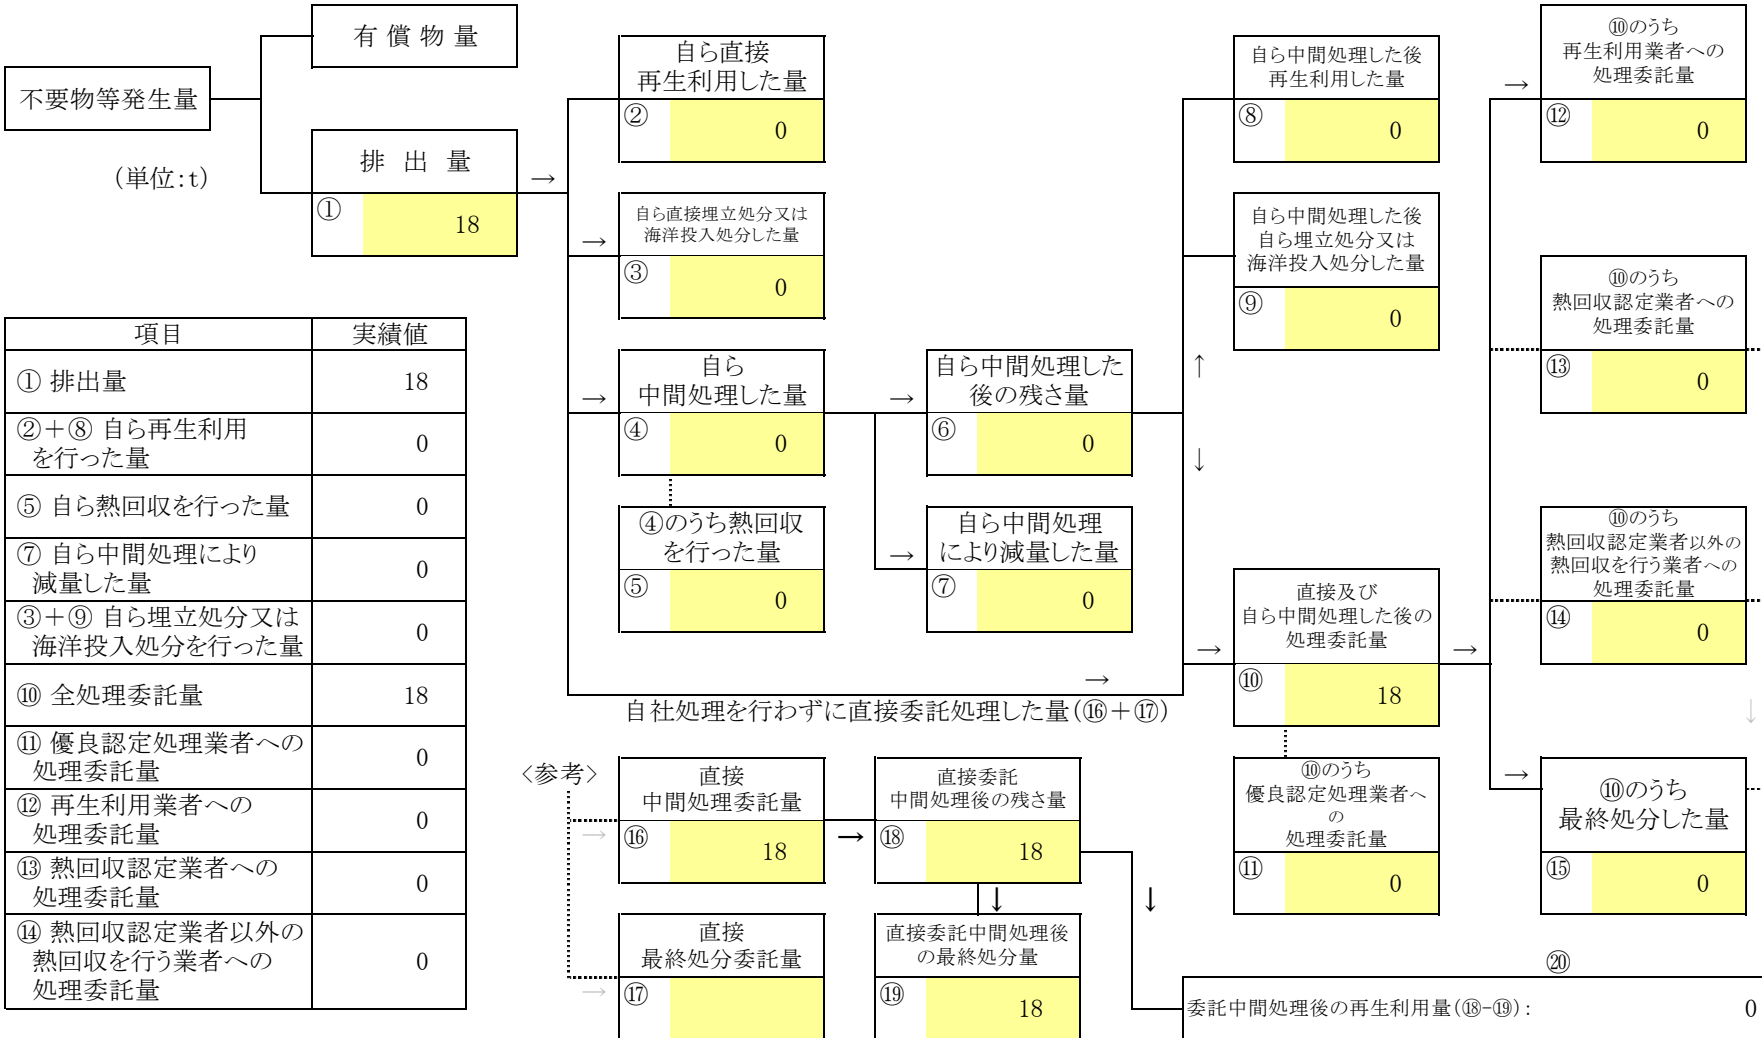 有 償 物 量
不要物等発生量
排 出 量
① 18
(単位:t)
→
自ら直接
再生利用した量
② 0
→
自ら直接埋立処分又は
海洋投入処分した量
③ 0
→
自ら
中間処理した量
④ 0
④のうち熱回収
を行った量
⑤ 0
→
自ら中間処理した
後の残さ量
⑥ 0
→
自ら中間処理
により減量した量
⑦ 0
自ら中間処理した後
再生利用した量
⑧ 0
自ら中間処理した後
自ら埋立処分又は
海洋投入処分した量
⑨ 0
↑
↓
→
直接及び
自ら中間処理した後の
処理委託量
⑩ 18
→
⑩のうち
優良認定処理業者へ
の
処理委託量
⑪ 0
→
⑩のうち
再生利用業者への
処理委託量
⑫ 0
⑩のうち
熱回収認定業者への
処理委託量
⑬ 0
⑩のうち
熱回収認定業者以外の
熱回収を行う業者への
処理委託量
⑭ 0
↓
→
⑩のうち
最終処分した量
⑮ 0
→
自社処理を行わずに直接委託処理した量(⑯+⑰)
項目 実績値
① 排出量 18
②+⑧ 自ら再生利用
を行った量 0
⑤ 自ら熱回収を行った量 0
⑦ 自ら中間処理により
減量した量 0
③+⑨ 自ら埋立処分又は
海洋投入処分を行った量 0
⑩ 全処理委託量 18
⑪ 優良認定処理業者への
処理委託量 0
⑫ 再生利用業者への
処理委託量 0
⑬ 熱回収認定業者への
処理委託量 0
⑭ 熱回収認定業者以外の
熱回収を行う業者への
処理委託量 0
<参考>
→
直接
中間処理委託量
⑯ 18
→
直接委託
中間処理後の残さ量
⑱ 18
↓
↓
→
直接
最終処分委託量
⑰
直接委託中間処理後
の最終処分量
⑲ 18
⑳
委託中間処理後の再生利用量(⑱-⑲): 0